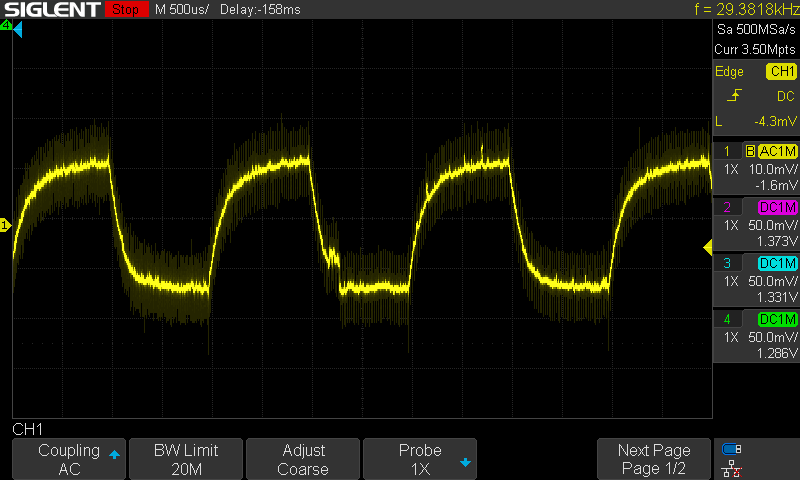 4
SIGLENT Stop M 500us/ Delay:-158ms f = 29.3818kHz
Sa 500MSa/s
Curr 3.50Mpts
Edge CH1
DC
L -4.3mV
1 B AC1M
1X 10.0mV/
-1.6mV
2 DC1M
1X 50.0mV/
1.373V
3 DC1M
1X 50.0mV/
1.331V
4 DC1M
1X 50.0mV/
1.286V
1
CH1
Coupling
AC
BW Limit
20M
Adjust
Coarse
Probe
1X
Next Page
Page 1/2